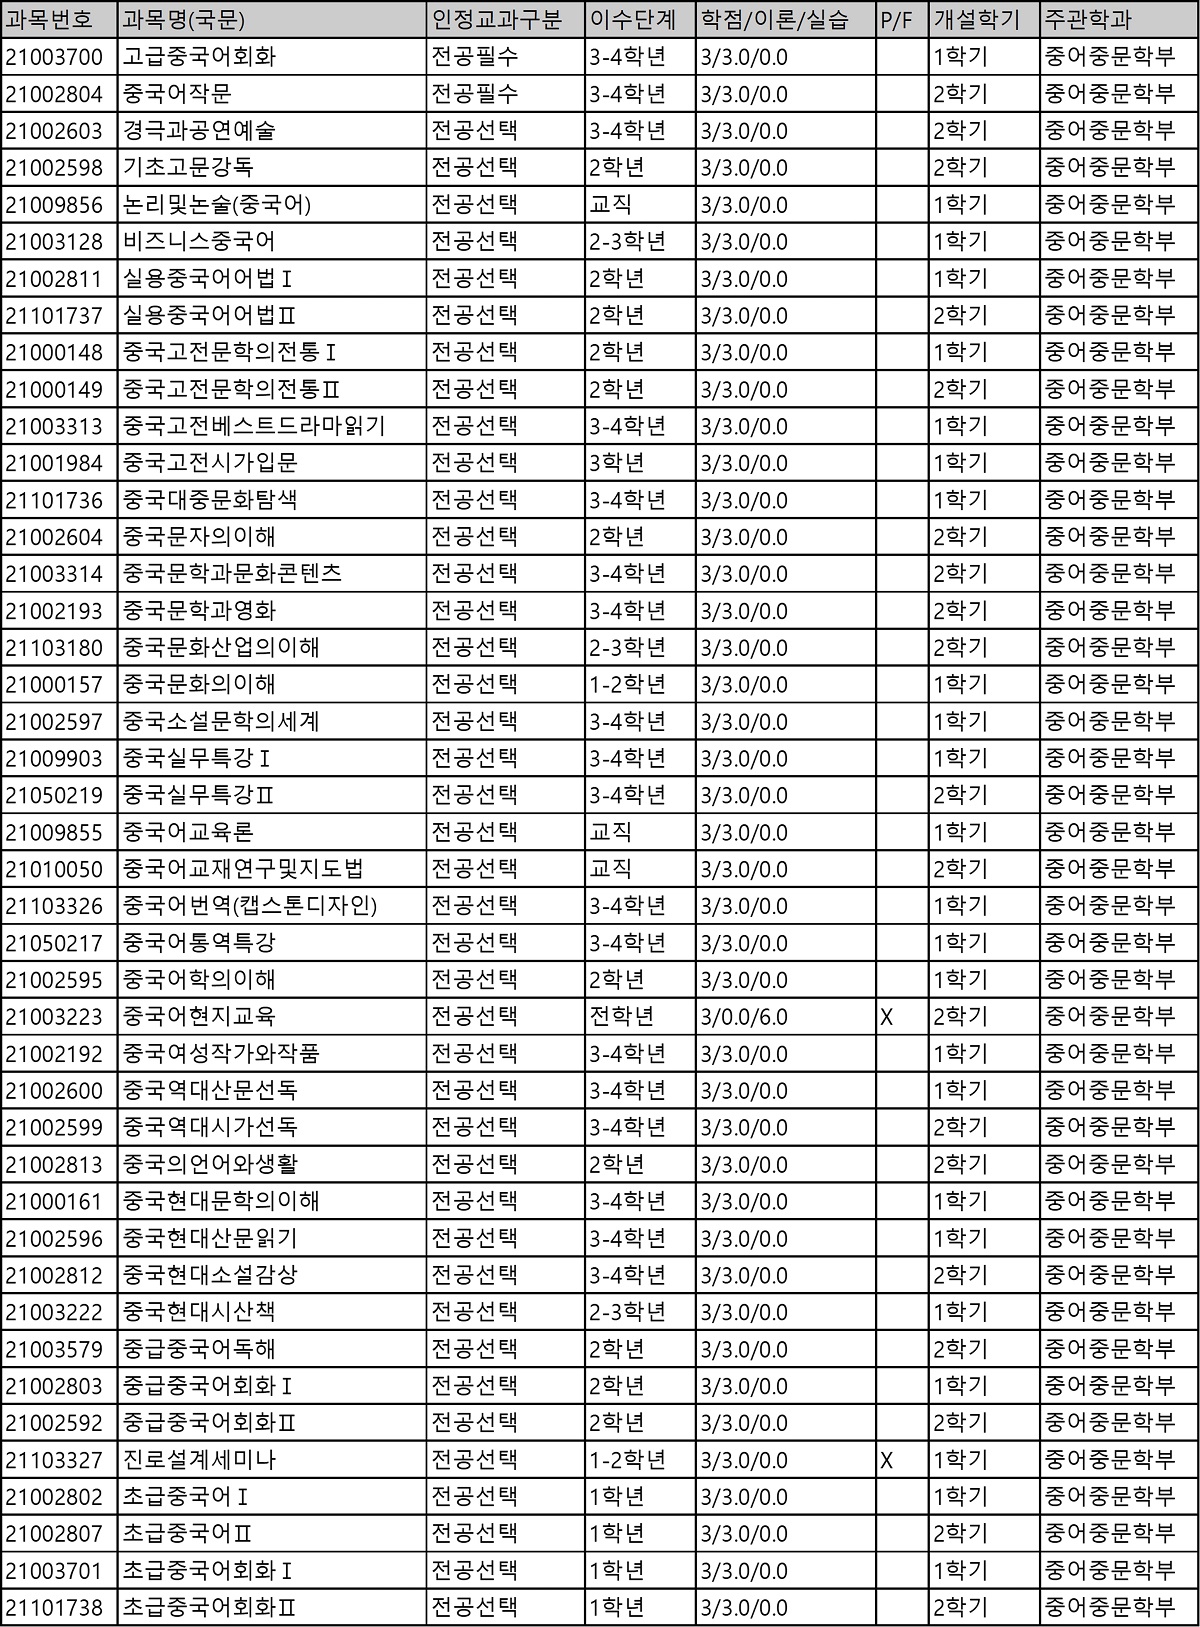 과목번호 과목명(국문) 인정교과구분 이수단계 학점/이론/실습 P/F 개설학기 주관학과
21003700 고급중국어회화 전공필수 3-4학년 3/3.0/0.0 1학기 중어중문학부
21002804 중국어작문 전공필수 3-4학년 3/3.0/0.0 2학기 중어중문학부
21002603 경극과공연예술 전공선택 3-4학년 3/3.0/0.0 2학기 중어중문학부
21002598 기초고문강독 전공선택 2학년 3/3.0/0.0 2학기 중어중문학부
21009856 논리및논술(중국어) 전공선택 교직 3/3.0/0.0 1학기 중어중문학부
21003128 비즈니스중국어 전공선택 2-3학년 3/3.0/0.0 1학기 중어중문학부
21002811 실용중국어어법Ⅰ 전공선택 2학년 3/3.0/0.0 1학기 중어중문학부
21101737 실용중국어어법Ⅱ 전공선택 2학년 3/3.0/0.0 2학기 중어중문학부
21000148 중국고전문학의전통Ⅰ 전공선택 2학년 3/3.0/0.0 1학기 중어중문학부
21000149 중국고전문학의전통Ⅱ 전공선택 2학년 3/3.0/0.0 2학기 중어중문학부
21003313 중국고전베스트드라마읽기 전공선택 3-4학년 3/3.0/0.0 1학기 중어중문학부
21001984 중국고전시가입문 전공선택 3학년 3/3.0/0.0 1학기 중어중문학부
21101736 중국대중문화탐색 전공선택 3-4학년 3/3.0/0.0 1학기 중어중문학부
21002604 중국문자의이해 전공선택 2학년 3/3.0/0.0 2학기 중어중문학부
21003314 중국문학과문화콘텐츠 전공선택 3-4학년 3/3.0/0.0 2학기 중어중문학부
21002193 중국문학과영화 전공선택 3-4학년 3/3.0/0.0 2학기 중어중문학부
21103180 중국문화산업의이해 전공선택 2-3학년 3/3.0/0.0 2학기 중어중문학부
21000157 중국문화의이해 전공선택 1-2학년 3/3.0/0.0 1학기 중어중문학부
21002597 중국소설문학의세계 전공선택 3-4학년 3/3.0/0.0 1학기 중어중문학부
21009903 중국실무특강Ⅰ 전공선택 3-4학년 3/3.0/0.0 1학기 중어중문학부
21050219 중국실무특강Ⅱ 전공선택 3-4학년 3/3.0/0.0 2학기 중어중문학부
21009855 중국어교육론 전공선택 교직 3/3.0/0.0 1학기 중어중문학부
21010050 중국어교재연구및지도법 전공선택 교직 3/3.0/0.0 2학기 중어중문학부
21103326 중국어번역(캡스톤디자인) 전공선택 3-4학년 3/3.0/0.0 1학기 중어중문학부
21050217 중국어통역특강 전공선택 3-4학년 3/3.0/0.0 1학기 중어중문학부
21002595 중국어학의이해 전공선택 2학년 3/3.0/0.0 1학기 중어중문학부
21003223 중국어현지교육 전공선택 전학년 3/0.0/6.0 X 2학기 중어중문학부
21002192 중국여성작가와작품 전공선택 3-4학년 3/3.0/0.0 1학기 중어중문학부
21002600 중국역대산문선독 전공선택 3-4학년 3/3.0/0.0 1학기 중어중문학부
21002599 중국역대시가선독 전공선택 3-4학년 3/3.0/0.0 2학기 중어중문학부
21002813 중국의언어와생활 전공선택 2학년 3/3.0/0.0 2학기 중어중문학부
21000161 중국현대문학의이해 전공선택 3-4학년 3/3.0/0.0 1학기 중어중문학부
21002596 중국현대산문읽기 전공선택 3-4학년 3/3.0/0.0 1학기 중어중문학부
21002812 중국현대소설감상 전공선택 3-4학년 3/3.0/0.0 2학기 중어중문학부
21003222 중국현대시산책 전공선택 2-3학년 3/3.0/0.0 1학기 중어중문학부
21003579 중급중국어독해 전공선택 2학년 3/3.0/0.0 2학기 중어중문학부
21002803 중급중국어회화Ⅰ 전공선택 2학년 3/3.0/0.0 1학기 중어중문학부
21002592 중급중국어회화Ⅱ 전공선택 2학년 3/3.0/0.0 2학기 중어중문학부
21103327 진로설계세미나 전공선택 1-2학년 3/3.0/0.0 X 1학기 중어중문학부
21002802 초급중국어Ⅰ 전공선택 1학년 3/3.0/0.0 1학기 중어중문학부
21002807 초급중국어Ⅱ 전공선택 1학년 3/3.0/0.0 2학기 중어중문학부
21003701 초급중국어회화Ⅰ 전공선택 1학년 3/3.0/0.0 1학기 중어중문학부
21101738 초급중국어회화Ⅱ 전공선택 1학년 3/3.0/0.0 2학기 중어중문학부